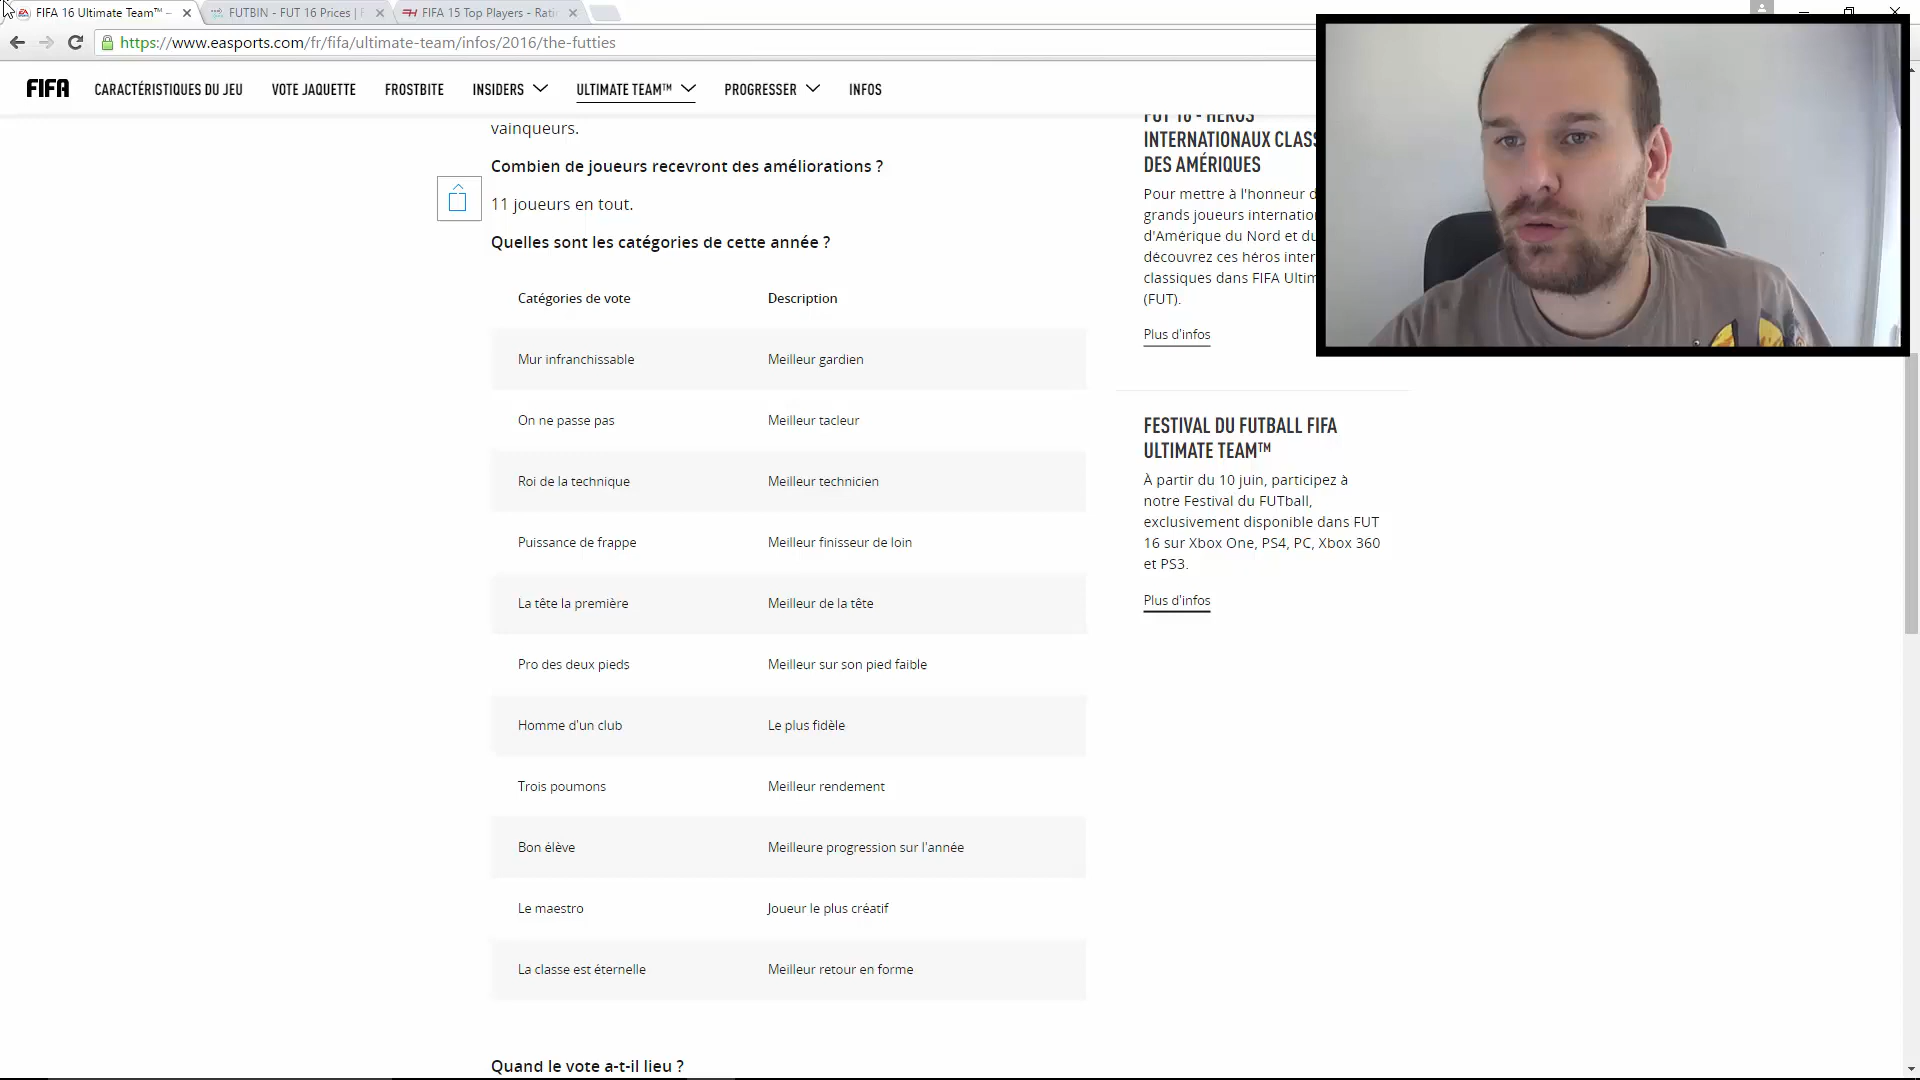 FIFA 16 Ultimate Team™ -
FUTBIN - FUT 16 Prices |
FIFA 15 Top Players - Rati
https://www.easports.com/fr/fifa/ultimate-team/infos/2016/the-futties
FIFA
CARACTÉRISTIQUES DU JEU
VOTE JAQUETTE
FROSTBITE
INSIDERS
ULTIMATE TEAM™
PROGRESSER
INFOS
vainqueurs.
Combien de joueurs recevront des améliorations ?
11 joueurs en tout.
Quelles sont les catégories de cette année ?
Catégories de vote Description
Mur infranchissable Meilleur gardien
On ne passe pas Meilleur tacleur
Roi de la technique Meilleur technicien
Puissance de frappe Meilleur finisseur de loin
La tête la première Meilleur de la tête
Pro des deux pieds Meilleur sur son pied faible
Homme d'un club Le plus fidèle
Trois poumons Meilleur rendement
Bon élève Meilleure progression sur l'année
Le maestro Joueur le plus créatif
La classe est éternelle Meilleur retour en forme
Quand le vote a-t-il lieu ?
FUT 16 - HÉROS
INTERNATIONAUX CLASS
DES AMÉRIQUES
Pour mettre à l'honneur d
grands joueurs internatio
d'Amérique du Nord et du
découvrez ces héros inter
classiques dans FIFA Ultim
(FUT).
Plus d'infos
FESTIVAL DU FUTBALL FIFA
ULTIMATE TEAM™
À partir du 10 juin, participez à
notre Festival du FUTball,
exclusivement disponible dans FUT
16 sur Xbox One, PS4, PC, Xbox 360
et PS3.
Plus d'infos